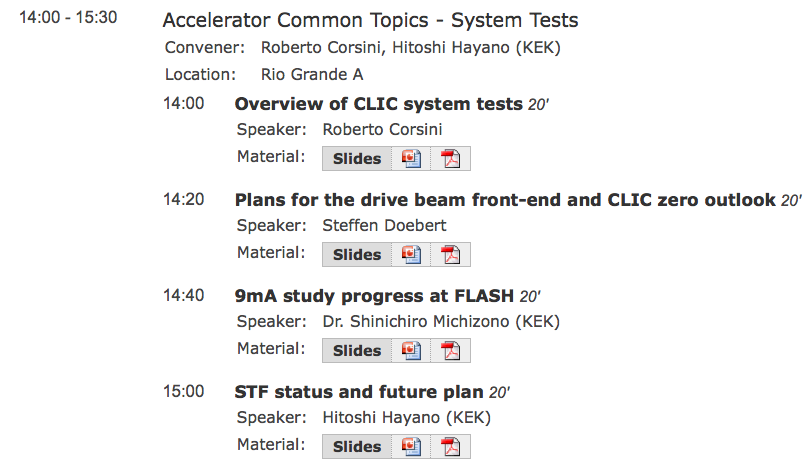 14:00 - 15:30 Accelerator Common Topics - System Tests
Convener: Roberto Corsini, Hitoshi Hayano (KEK)
Location: Rio Grande A
14:00 Overview of CLIC system tests 20'
Speaker: Roberto Corsini
Material: Slides
14:20 Plans for the drive beam front-end and CLIC zero outlook 20'
Speaker: Steffen Doebert
Material: Slides
14:40 9mA study progress at FLASH 20'
Speaker: Dr. Shinichiro Michizono (KEK)
Material: Slides
15:00 STF status and future plan 20'
Speaker: Hitoshi Hayano (KEK)
Material: Slides